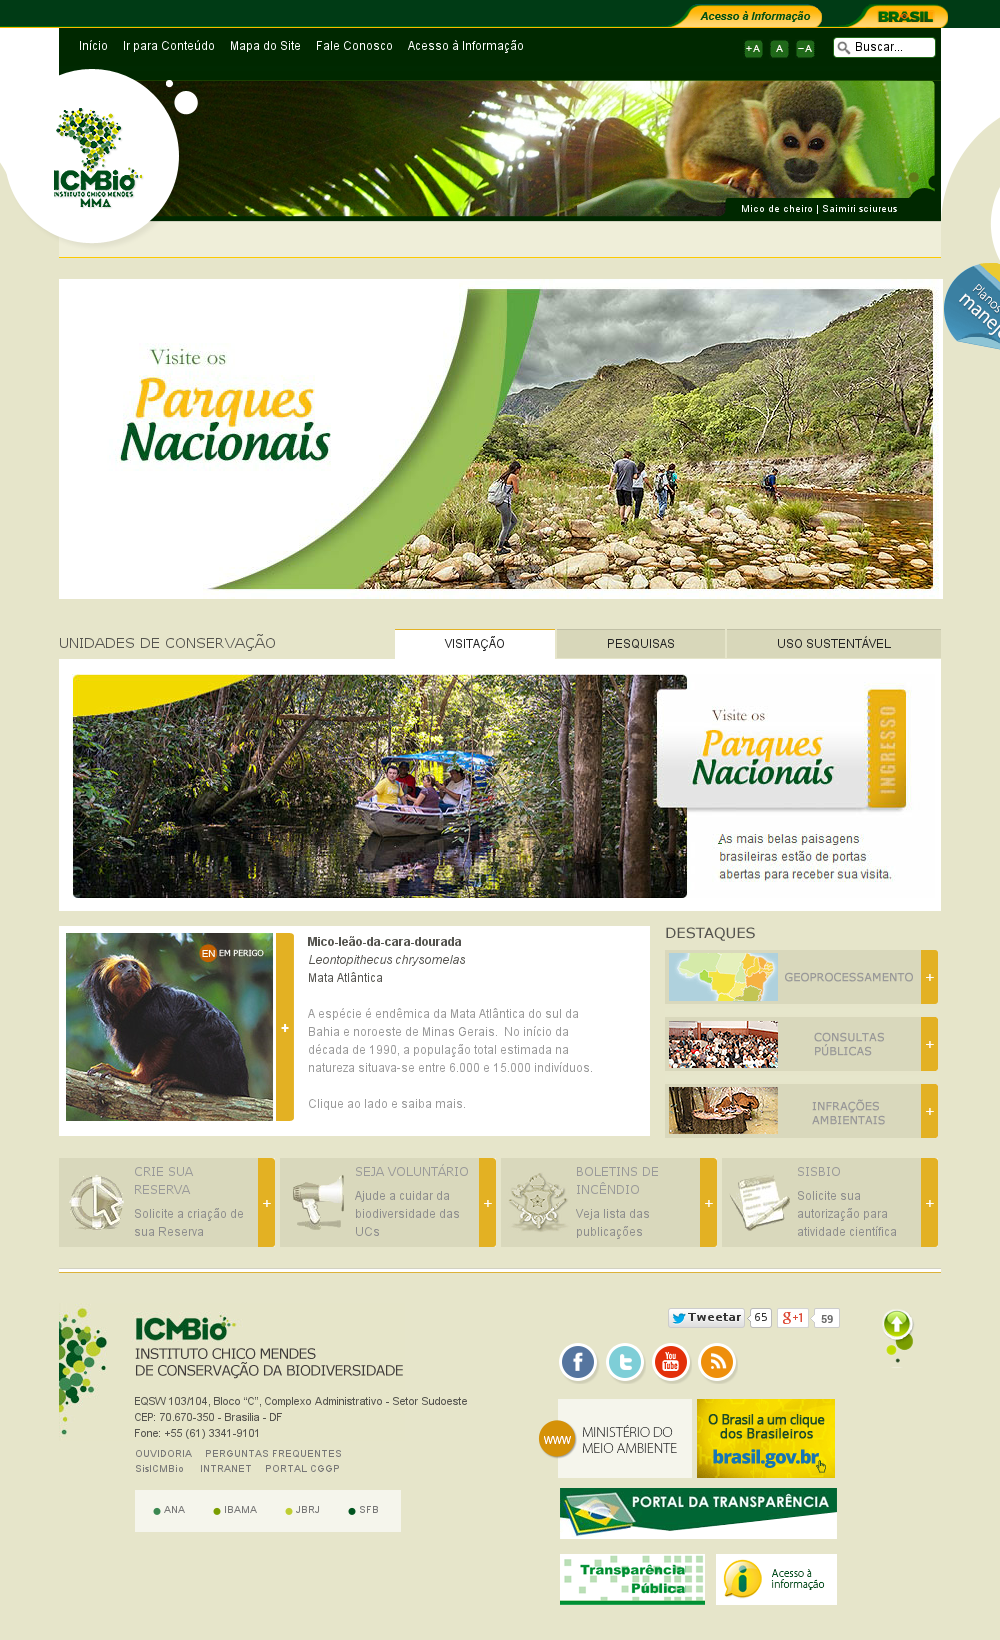 Acesso à Informação
BRASIL
Início Ir para Conteúdo Mapa do Site Fale Conosco Acesso à Informação
+A A –A
Buscar...
ICMBio
INSTITUTO CHICO MENDES
MMA
Mico de cheiro | Saimiri sciureus
Planos
manejo
Visite os
Parques
Nacionais
UNIDADES DE CONSERVAÇÃO
VISITAÇÃO PESQUISAS USO SUSTENTÁVEL
Visite os
Parques
Nacionais
INGRESSO
As mais belas paisagens
brasileiras estão de portas
abertas para receber sua visita.
EN EM PERIGO
+
Mico-leão-da-cara-dourada
Leontopithecus chrysomelas
Mata Atlântica
A espécie é endêmica da Mata Atlântica do sul da
Bahia e noroeste de Minas Gerais. No início da
década de 1990, a população total estimada na
natureza situava-se entre 6.000 e 15.000 indivíduos.
Clique ao lado e saiba mais.
DESTAQUES
GEOPROCESSAMENTO +
CONSULTAS
PÚBLICAS
+
INFRAÇÕES
AMBIENTAIS
+
CRIE SUA
RESERVA
Solicite a criação de
sua Reserva
+
SEJA VOLUNTÁRIO
Ajude a cuidar da
biodiversidade das
UCs
+
BOLETINS DE
INCÊNDIO
Veja lista das
publicações
+
SISBIO
Solicite sua
autorização para
atividade científica
+
ICMBio
INSTITUTO CHICO MENDES
DE CONSERVAÇÃO DA BIODIVERSIDADE
EQSW 103/104, Bloco “C”, Complexo Administrativo - Setor Sudoeste
CEP: 70.670-350 - Brasília - DF
Fone: +55 (61) 3341-9101
OUVIDORIA PERGUNTAS FREQUENTES
SisICMBio INTRANET PORTAL CGGP
ANA IBAMA JBRJ SFB
Tweetar 65 g+1 59
f t You Tube
www
MINISTÉRIO DO
MEIO AMBIENTE
O Brasil a um clique
dos Brasileiros
brasil.gov.br
PORTAL DA TRANSPARÊNCIA
Transparência
Pública
i
Acesso à
informação